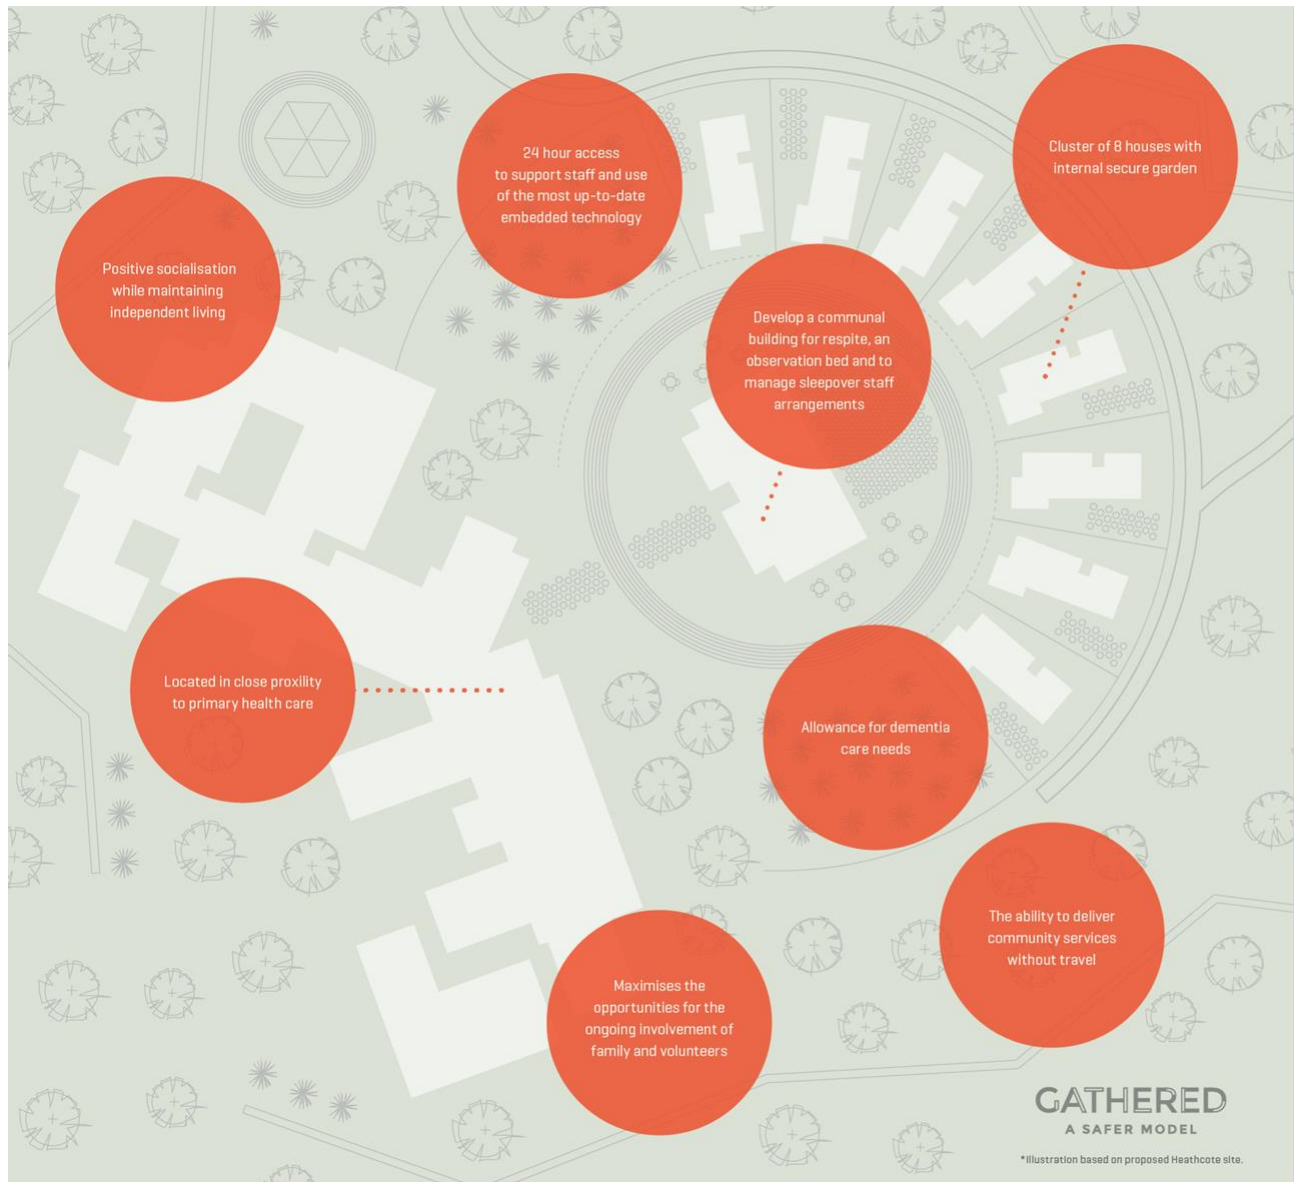 24 hour access
to support staff and use
of the most up-to-date
embedded technology
Cluster of 8 houses with
internal secure garden
Positive socialisation
while maintaining
independent living
Develop a communal
building for respite, an
observation bed and to
manage sleepover staff
arrangements
Located in close proxility
to primary health care
Allowance for dementia
care needs
The ability to deliver
community services
without travel
Maximises the
opportunities for the
ongoing involvement of
family and volunteers
GATHERED
A SAFER MODEL
*Illustration based on proposed Heathcote site.